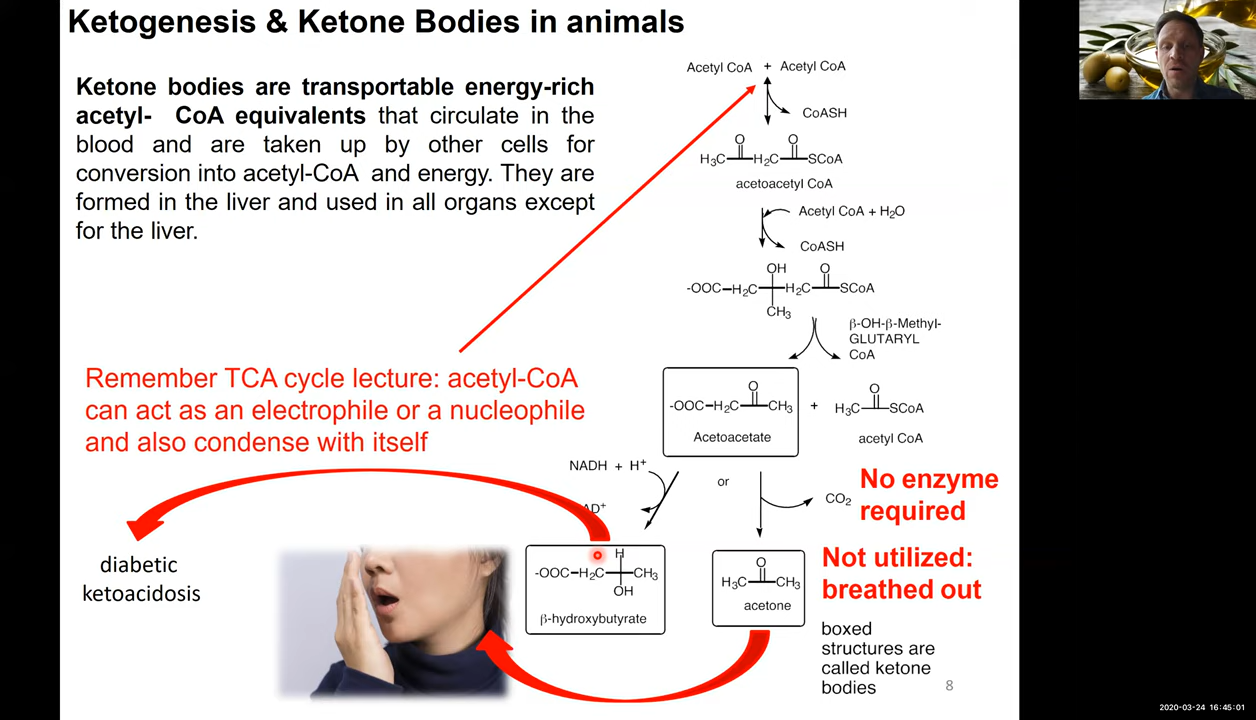 Ketogenesis & Ketone Bodies in animals
Ketone bodies are transportable energy-rich
acetyl- CoA equivalents that circulate in the
blood and are taken up by other cells for
conversion into acetyl-CoA and energy. They are
formed in the liver and used in all organs except
for the liver.
Remember TCA cycle lecture: acetyl-CoA
can act as an electrophile or a nucleophile
and also condense with itself
diabetic
ketoacidosis
Acetyl CoA + Acetyl CoA
CoASH
O O
H₃C H₂C SCoA
acetoacetyl CoA
Acetyl CoA + H₂O
CoASH
OH O
-OOC H₂C H₂C SCoA
CH₃
β-OH-β-Methyl-
GLUTARYL
CoA
O
-OOC H₂C CH₃
Acetoacetate
+
O
H₃C SCoA
acetyl CoA
NADH + H⁺
or
CO₂
AD⁺
No enzyme
required
H
-OOC H₂C CH₃
OH
β-hydroxybutyrate
O
H₃C CH₃
acetone
Not utilized:
breathed out
boxed
structures are
called ketone
bodies
8
2020-03-24 16:45:01